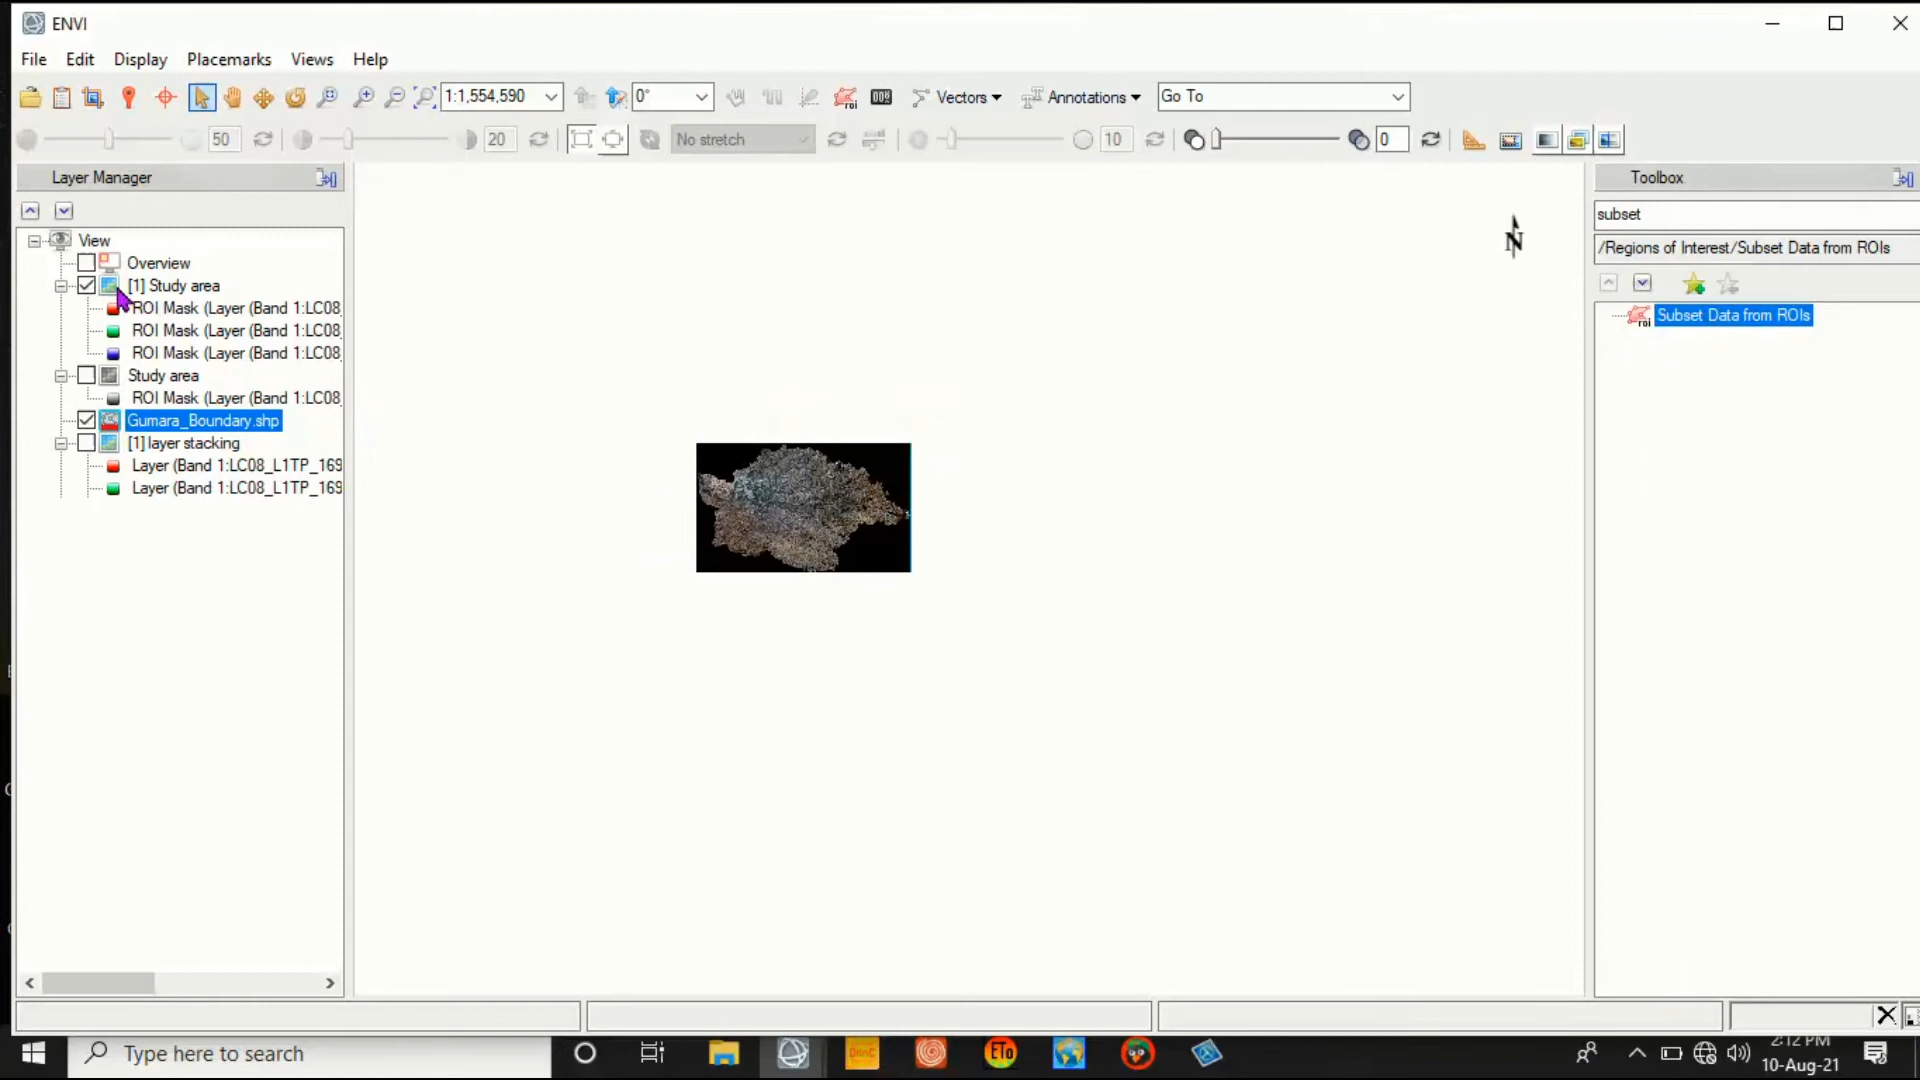 ENVI
File Edit Display Placemarks Views Help
1:1,554,590 0° roi Vectors Annotations Go To
50 20 No stretch 10 0
Layer Manager
Toolbox
subset
/Regions of Interest/Subset Data from ROIs
Subset Data from ROIs
View
Overview
[1] Study area
ROI Mask (Layer (Band 1:LC08
ROI Mask (Layer (Band 1:LC08
ROI Mask (Layer (Band 1:LC08
Study area
ROI Mask (Layer (Band 1:LC08
Gumara_Boundary.shp
[1] layer stacking
Layer (Band 1:LC08_L1TP_169
Layer (Band 1:LC08_L1TP_169
N
Type here to search
ETo
2:12 PM
10-Aug-21